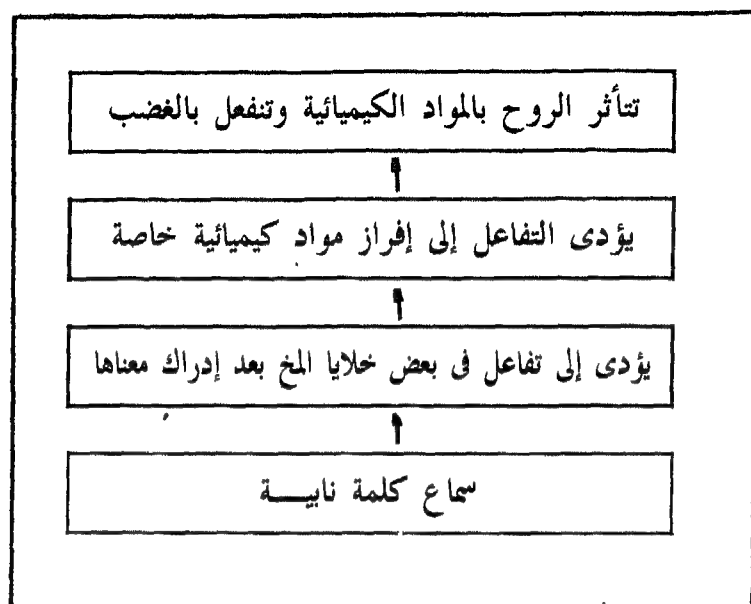 تتأثر الروح بالمواد الكيميائية وتنفعل بالغضب
يؤدى التفاعل إلى إفراز مواد كيميائية خاصة
يؤدى إلى تفاعل فى بعض خلايا المخ بعد إدراك معناها
سماع كلمة نابيـــة